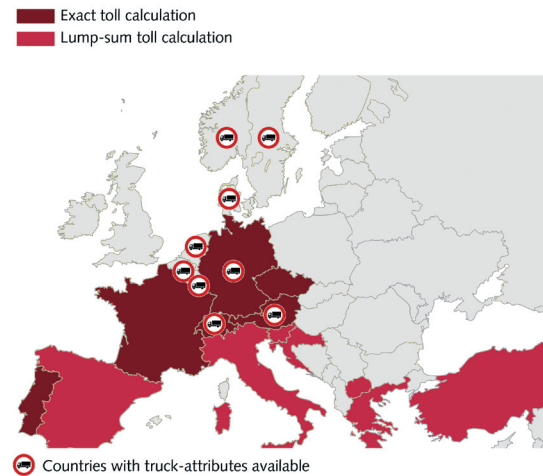 Exact toll calculation
Lump-sum toll calculation
Countries with truck-attributes available